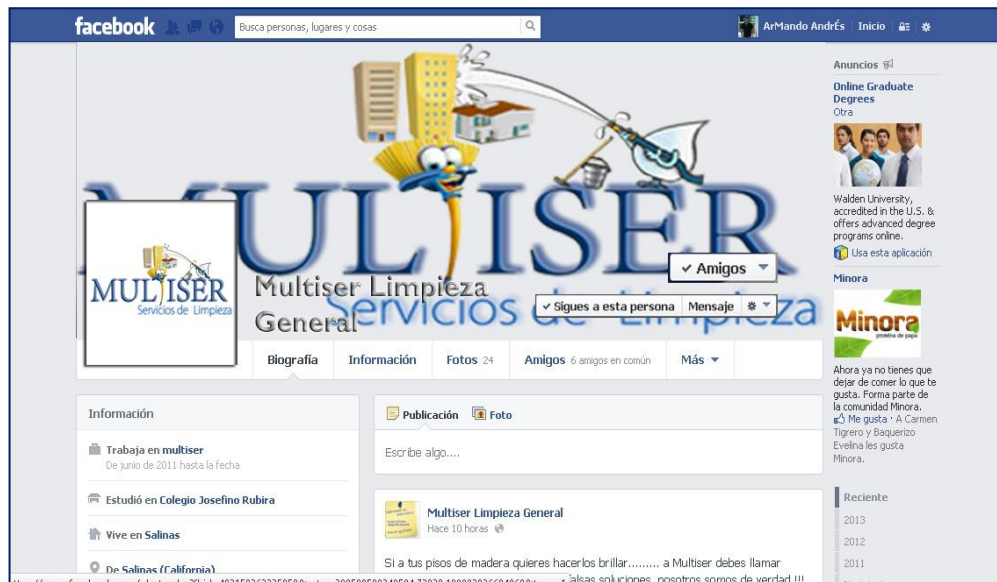 facebook
Busca personas, lugares y cosas
ArMando AndrÉs Inicio
MULTISER
Servicios de Limpieza
MULTISER
Servicios de Limpieza
Multiser Limpieza
General
Amigos
Sigues a esta persona Mensaje
Biografía Información Fotos 24 Amigos 6 amigos en común Más
Información
Trabaja en multiser
De junio de 2011 hasta la fecha
Estudió en Colegio Josefino Rubira
Vive en Salinas
De Salinas (California)
Publicación Foto
Escribe algo....
Multiser Limpieza General
Hace 10 horas
Si a tus pisos de madera quieres hacerlos brillar......... a Multiser debes llamar
falsas soluciones, nosotros somos de verdad !!!
Anuncios
Online Graduate
Degrees
Otra
Walden University,
accredited in the U.S. &
offers advanced degree
programs online.
Usa esta aplicación
Minora
Minora
proteína de papa
Ahora ya no tienes que
dejar de comer lo que te
gusta. Forma parte de
la comunidad Minora.
Me gusta · A Carmen
Tigrero y Baquerizo
Evelina les gusta
Minora.
Reciente
2013
2012
2011